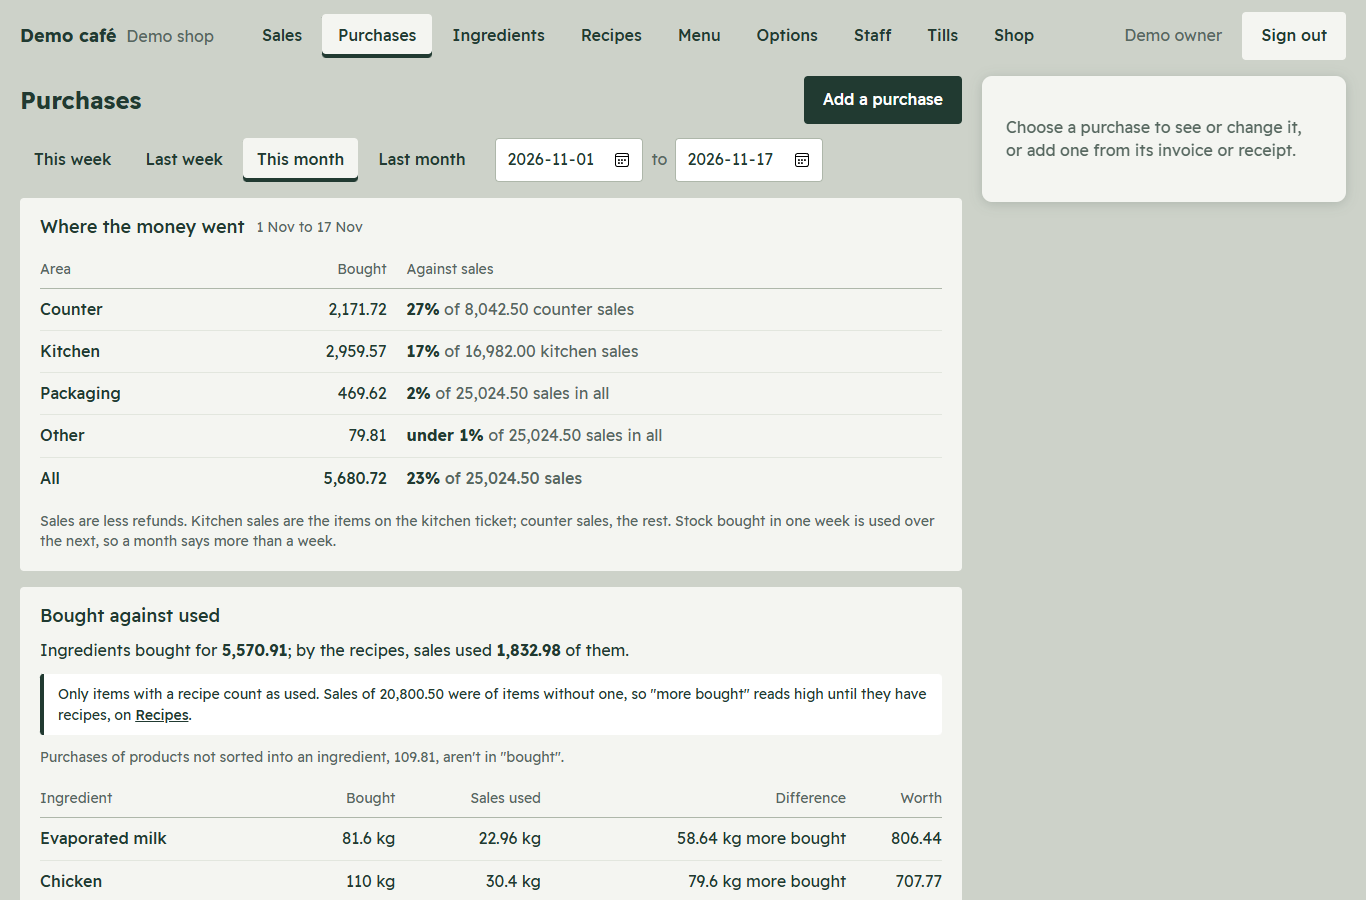 Demo café Demo shop Sales Purchases Ingredients Recipes Menu Options Staff Tills Shop Demo owner Sign out
Purchases Add a purchase
This week Last week This month Last month 2026-11-01 to 2026-11-17
Choose a purchase to see or change it,
or add one from its invoice or receipt.
Where the money went 1 Nov to 17 Nov
Area Bought Against sales
Counter 2,171.72 27% of 8,042.50 counter sales
Kitchen 2,959.57 17% of 16,982.00 kitchen sales
Packaging 469.62 2% of 25,024.50 sales in all
Other 79.81 under 1% of 25,024.50 sales in all
All 5,680.72 23% of 25,024.50 sales
Sales are less refunds. Kitchen sales are the items on the kitchen ticket; counter sales, the rest. Stock bought in one week is used over
the next, so a month says more than a week.
Bought against used
Ingredients bought for 5,570.91; by the recipes, sales used 1,832.98 of them.
Only items with a recipe count as used. Sales of 20,800.50 were of items without one, so "more bought" reads high until they have
recipes, on Recipes.
Purchases of products not sorted into an ingredient, 109.81, aren't in "bought".
Ingredient Bought Sales used Difference Worth
Evaporated milk 81.6 kg 22.96 kg 58.64 kg more bought 806.44
Chicken 110 kg 30.4 kg 79.6 kg more bought 707.77